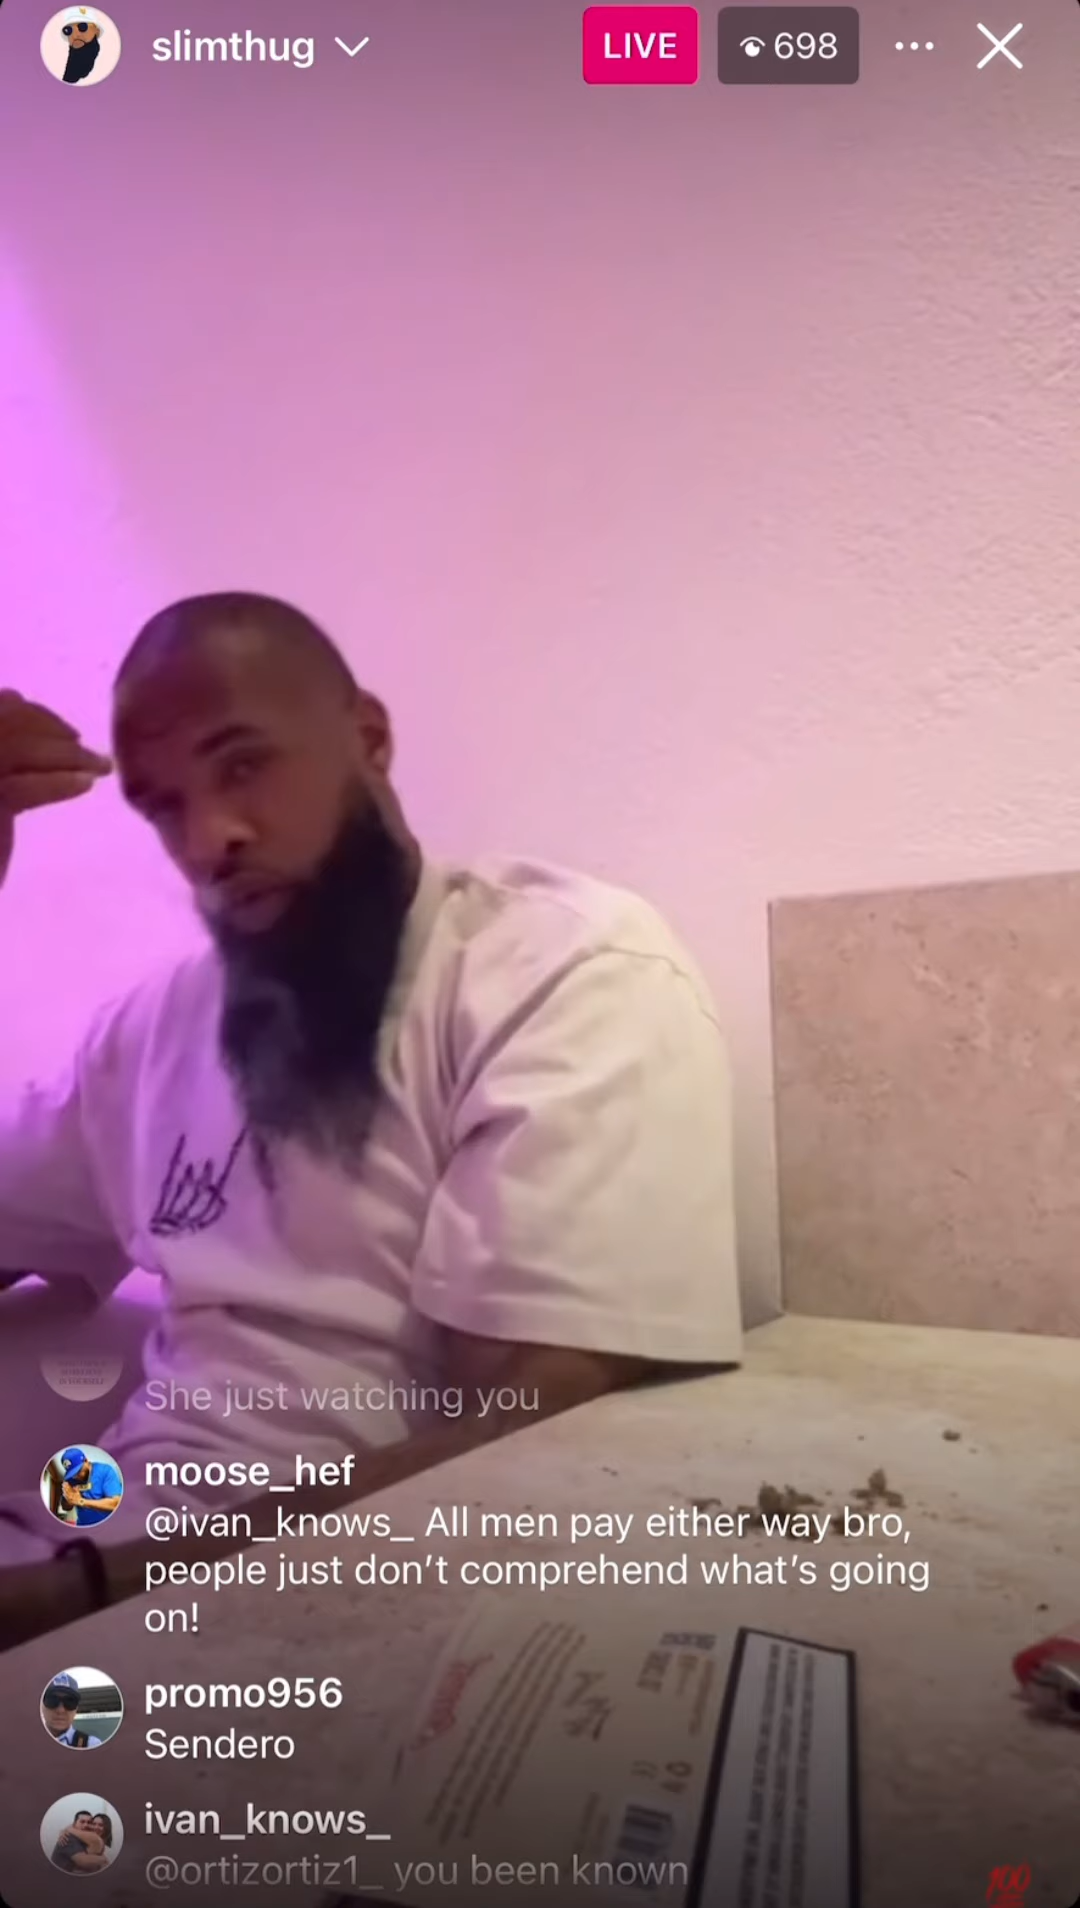 slimthug
LIVE
698
She just watching you
moose_hef
@ivan_knows_ All men pay either way bro,
people just don’t comprehend what’s going
on!
promo956
Sendero
ivan_knows_
@ortizortiz1_ you been known
100